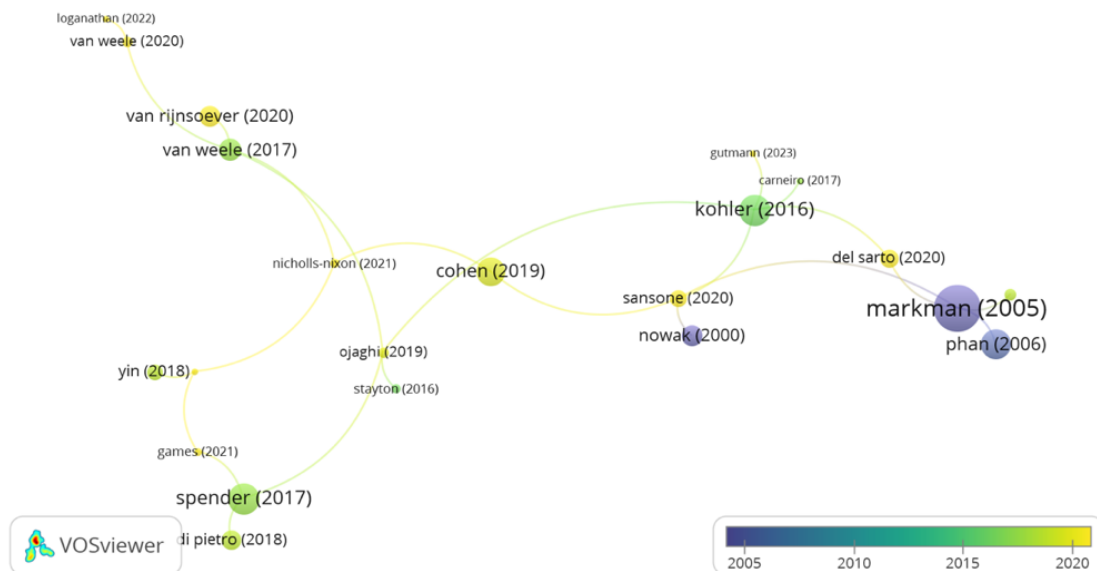 loganathan (2022)
van weele (2020)
van rijnsoever (2020)
van weele (2017)
gutmann (2023)
carneiro (2017)
kohler (2016)
nicholls-nixon (2021)
cohen (2019)
del sarto (2020)
sansone (2020)
markman (2005)
nowak (2000)
phan (2006)
ojaghi (2019)
yin (2018)
stayton (2016)
games (2021)
spender (2017)
di pietro (2018)
VOSviewer
2005 2010 2015 2020